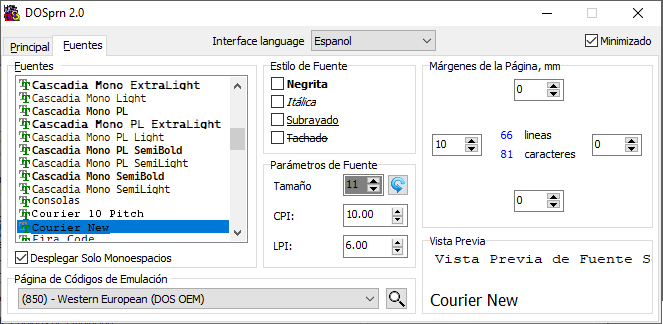 DOSprn 2.0
Principal
Fuentes
Interface language
Espanol
Minimizado
Fuentes
Cascadia Mono ExtraLight
Cascadia Mono Light
Cascadia Mono PL
Cascadia Mono PL ExtraLight
Cascadia Mono PL Light
Cascadia Mono PL SemiBold
Cascadia Mono PL SemiLight
Cascadia Mono SemiBold
Cascadia Mono SemiLight
Consolas
Courier 10 Pitch
Courier New
Fira Code
Desplegar Solo Monoespacios
Estilo de Fuente
Negrita
Itálica
Subrayado
Tachado
Parámetros de Fuente
Tamaño 11
CPI: 10.00
LPI: 6.00
Márgenes de la Página, mm
0
10
66 lineas
81 caracteres
0
0
Página de Códigos de Emulación
(850) - Western European (DOS OEM)
Vista Previa
Vista Previa de Fuente S
Courier New